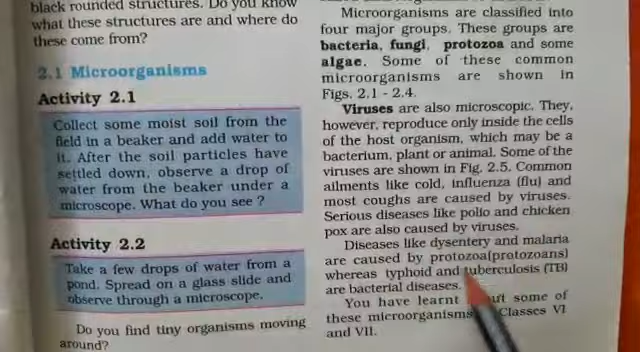 black rounded structures. Do you know
what these structures are and where do
these come from?
2.1 Microorganisms
Activity 2.1
Collect some moist soil from the
field in a beaker and add water to
it. After the soil particles have
settled down, observe a drop of
water from the beaker under a
microscope. What do you see ?
Activity 2.2
Take a few drops of water from a
pond. Spread on a glass slide and
observe through a microscope.
Do you find tiny organisms moving
around?
Microorganisms are classified into
four major groups. These groups are
bacteria, fungi, protozoa and some
algae. Some of these common
microorganisms are shown in
Figs. 2.1 - 2.4.
Viruses are also microscopic. They,
however, reproduce only inside the cells
of the host organism, which may be a
bacterium, plant or animal. Some of the
viruses are shown in Fig. 2.5. Common
ailments like cold, influenza (flu) and
most coughs are caused by viruses.
Serious diseases like polio and chicken
pox are also caused by viruses.
Diseases like dysentery and malaria
are caused by protozoa(protozoans)
whereas typhoid and tuberculosis (TB)
are bacterial diseases.
You have learnt some of
these microorganisms Classes VI
and VII.